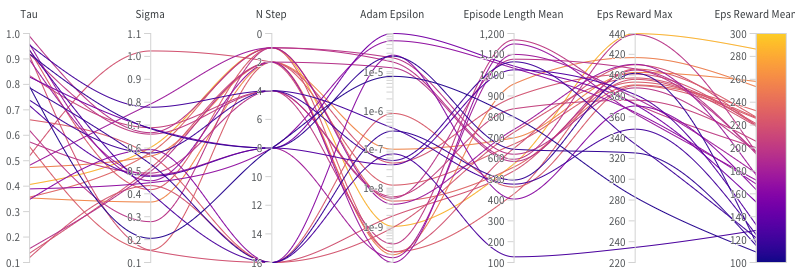 Tau Sigma N Step Adam Epsilon Episode Length Mean Eps Reward Max Eps Reward Mean
1.0 1.1 0 1,200 440 300
0.9 1.0 2 1e-5 1,100 420 280
0.8 0.9 4 1e-6 1,000 400 260
0.7 0.8 6 1e-7 900 380 240
0.6 0.7 8 1e-8 800 360 220
0.5 0.6 10 1e-9 700 340 200
0.4 0.5 12 600 320 180
0.3 0.4 14 500 300 160
0.2 0.3 16 400 280 140
0.1 0.2 300 260 120
0.1 200 240 100
100 220